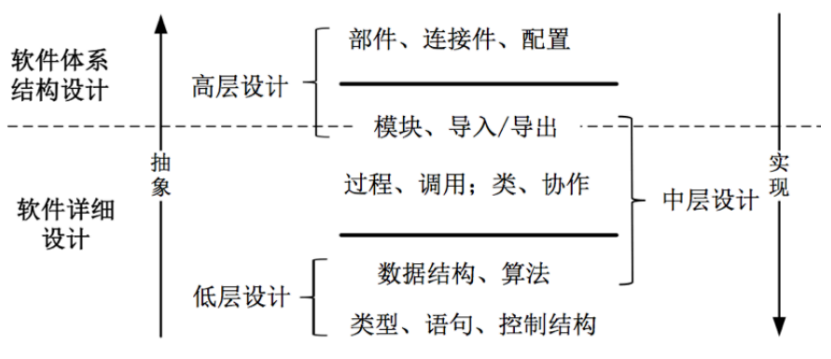 部件、连接件、配置
软件体系
结构设计
高层设计
模块、导入/导出
抽象
实现
过程、调用；类、协作
中层设计
软件详细
设计
数据结构、算法
低层设计
类型、语句、控制结构